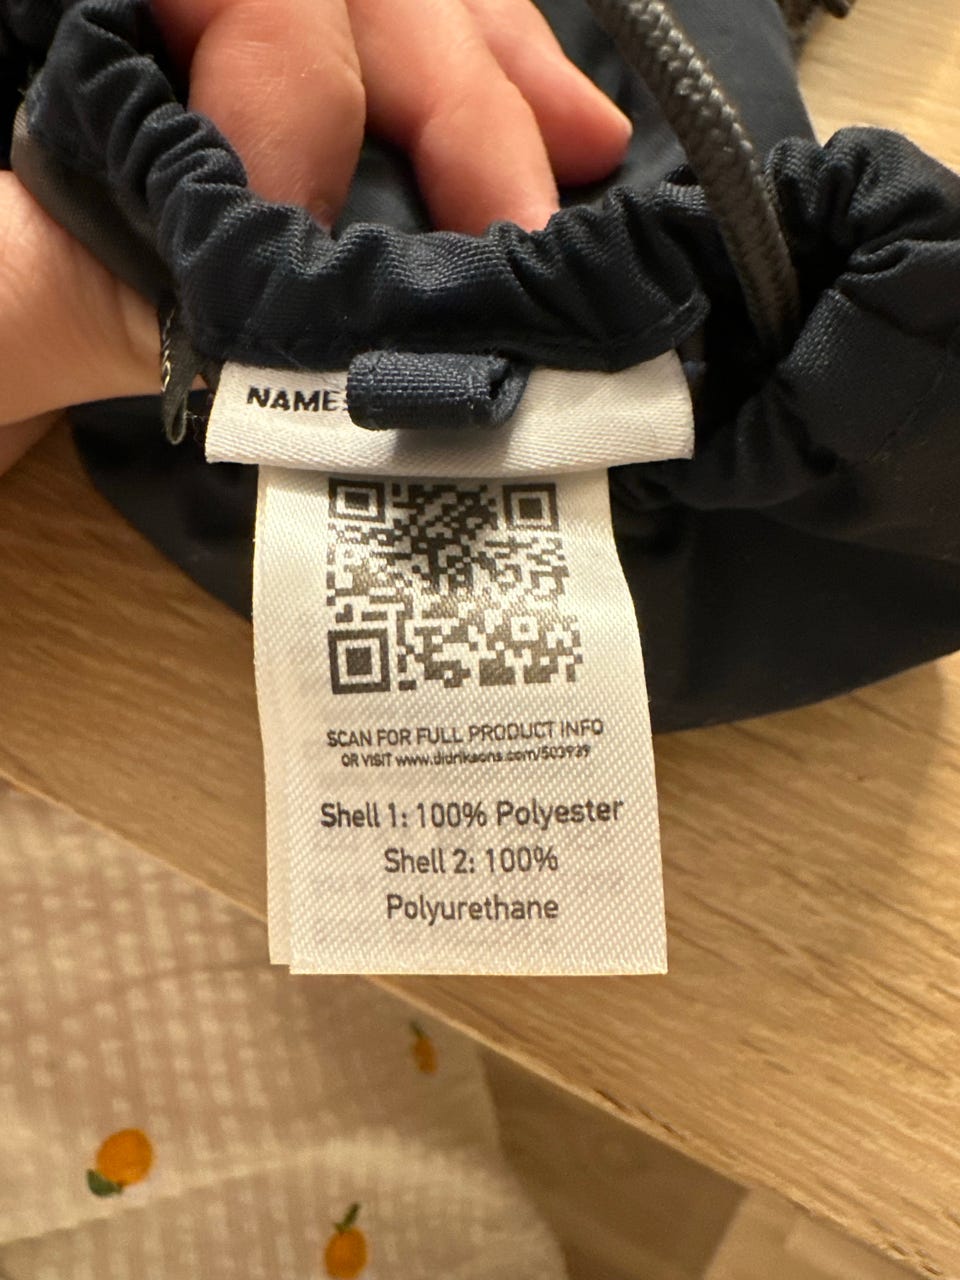 NAME:
SCAN FOR FULL PRODUCT INFO
OR VISIT www.didriksons.com/503939
Shell 1: 100% Polyester
Shell 2: 100%
Polyurethane